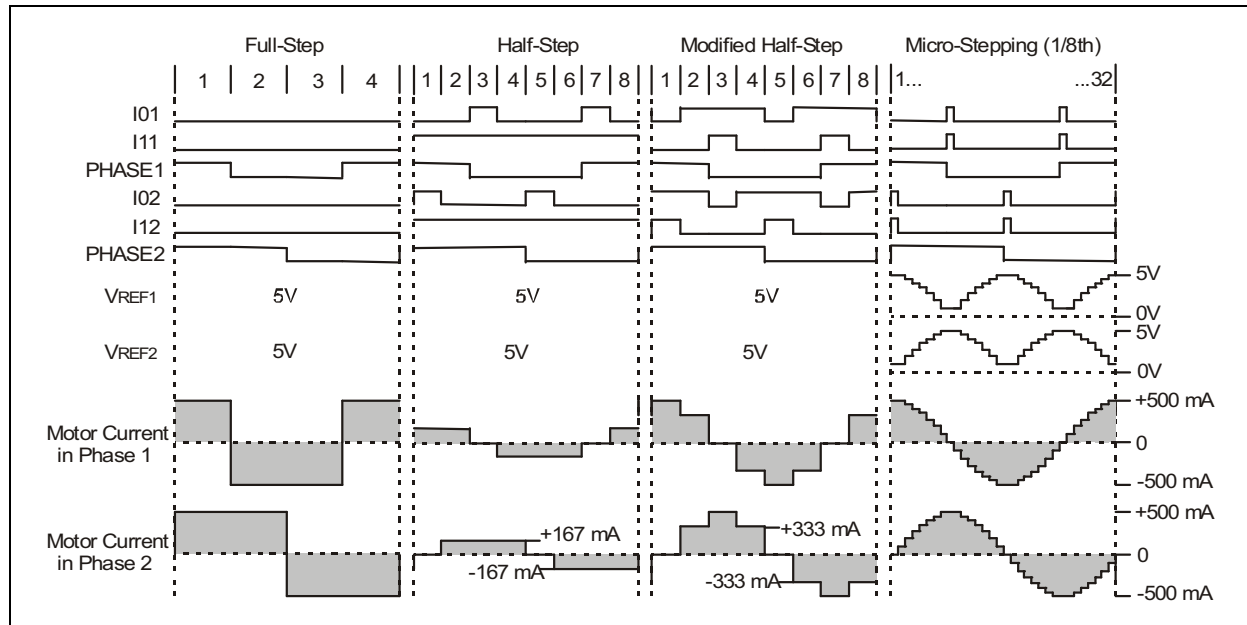 Full-Step Half-Step Modified Half-Step Micro-Stepping (1/8th)
1 2 3 4 1 2 3 4 5 6 7 8 1 2 3 4 5 6 7 8 1... ...32
I01
I11
PHASE1
I02
I12
PHASE2
VREF1 5V 5V 5V 5V
0V
VREF2 5V 5V 5V 5V
0V
+500 mA
Motor Current
in Phase 1 0
-500 mA
+500 mA
Motor Current
in Phase 2 +167 mA +333 mA 0
-167 mA -333 mA
-500 mA